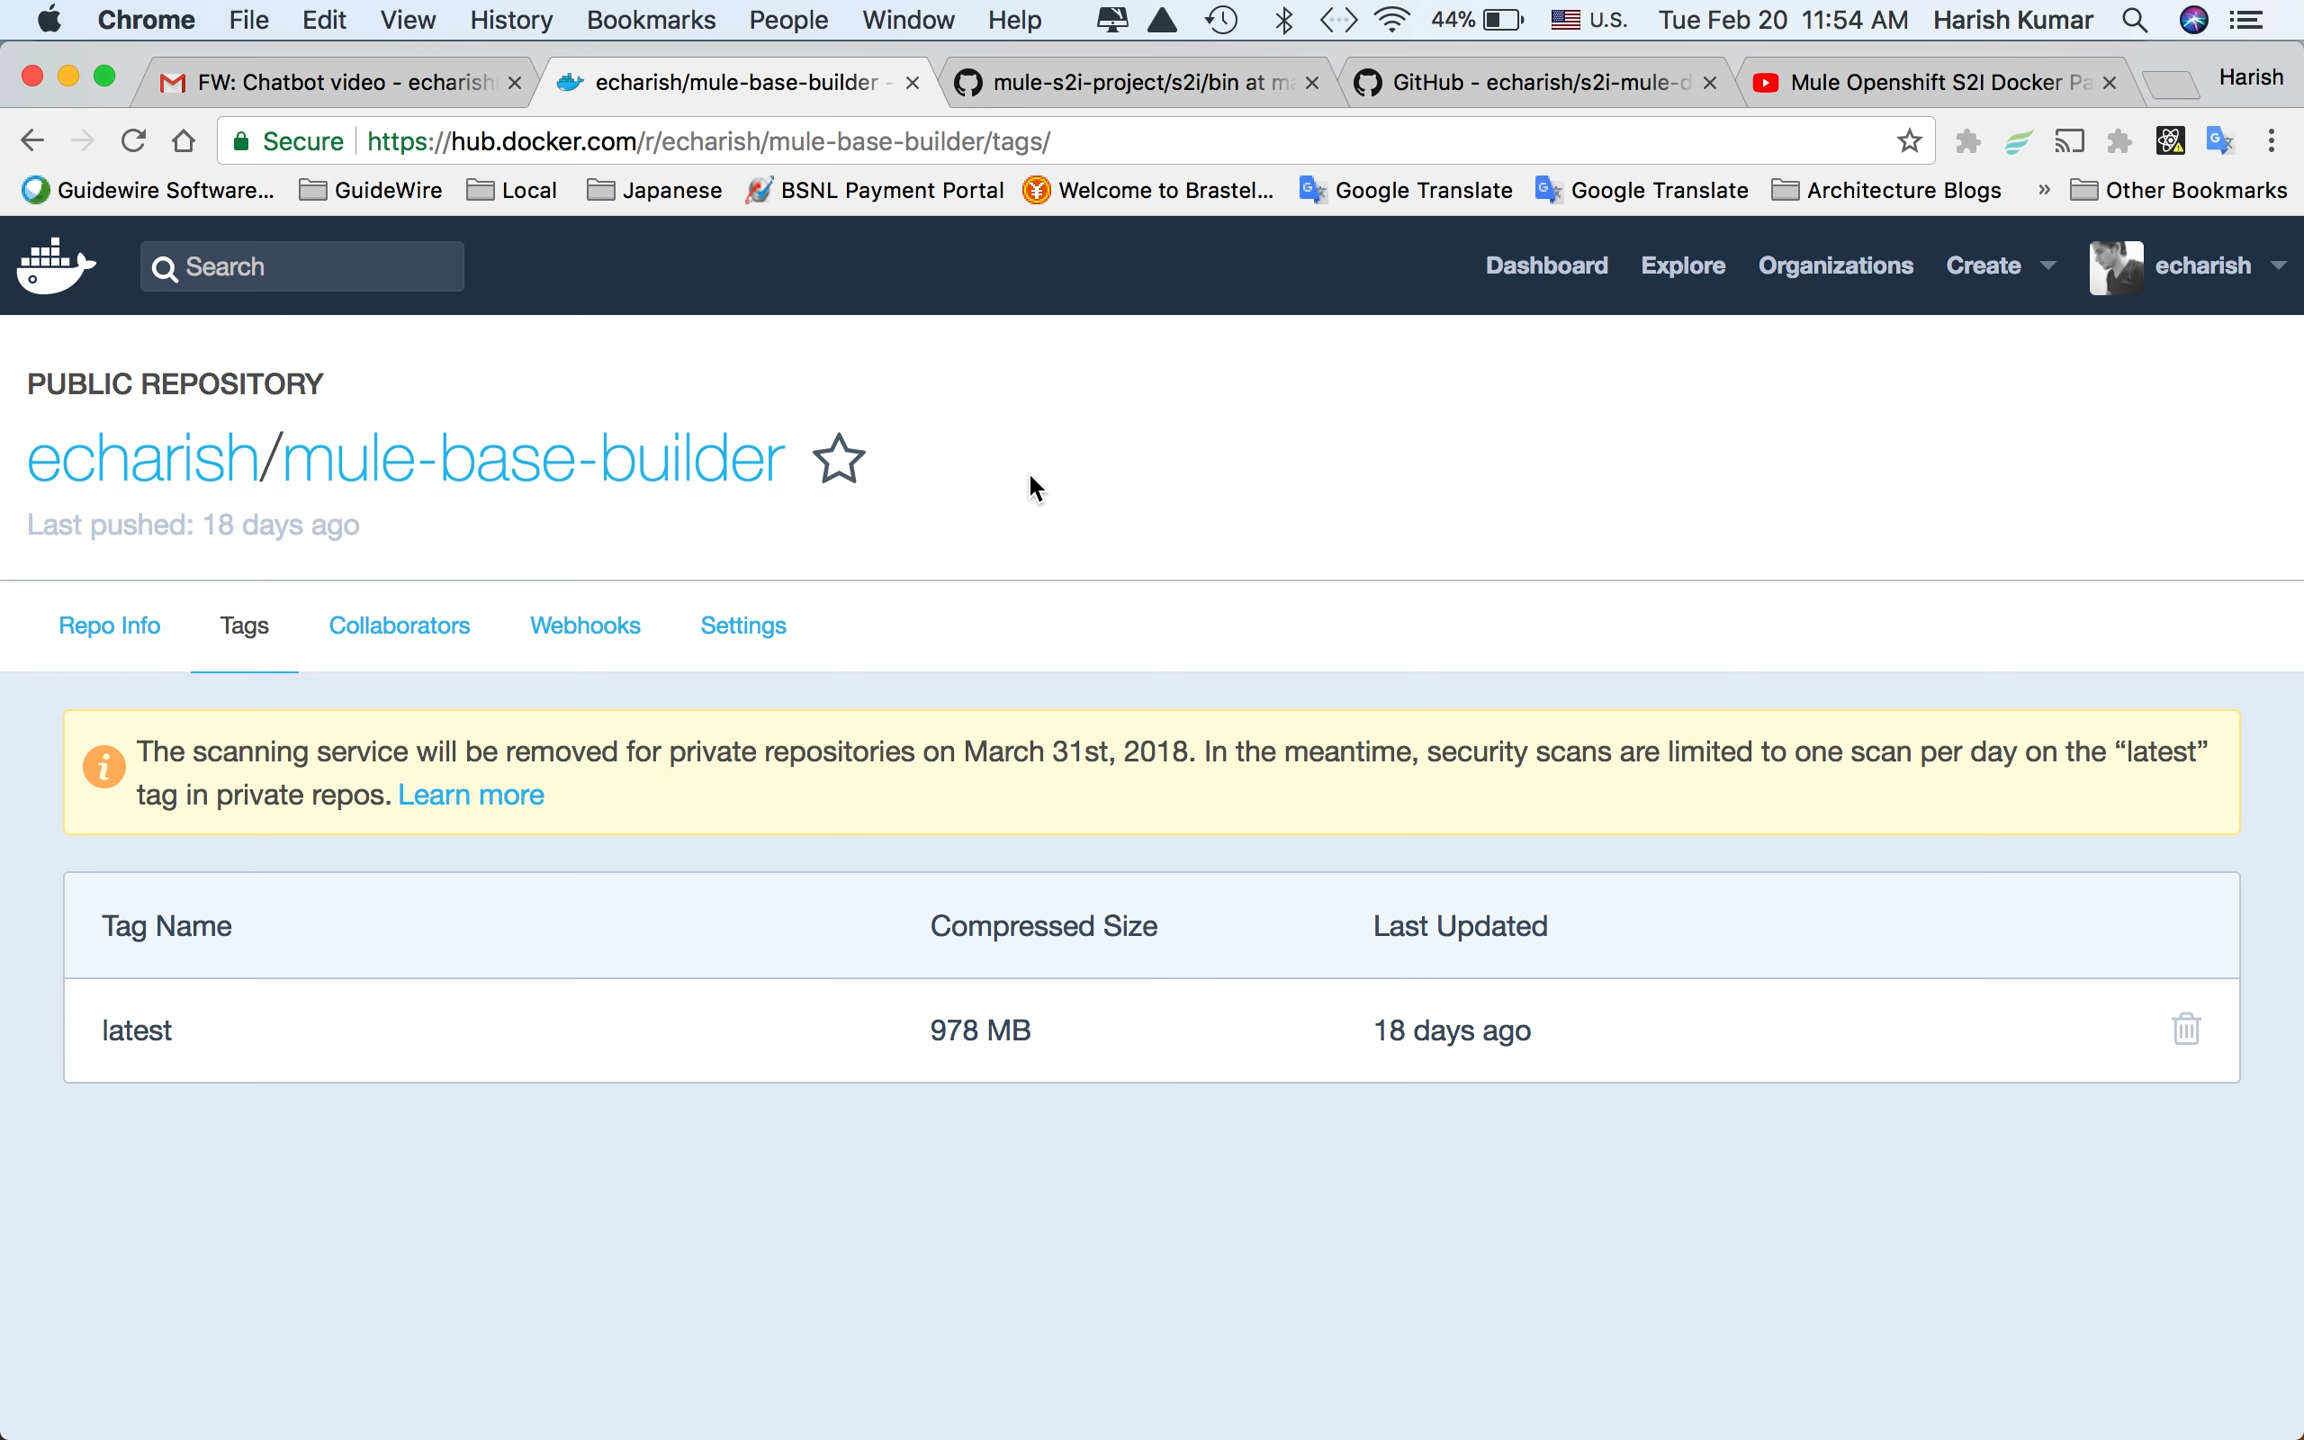 Chrome File Edit View History Bookmarks People Window Help 44% U.S. Tue Feb 20 11:54 AM Harish Kumar
FW: Chatbot video - echarish echarish/mule-base-builder - mule-s2i-project/s2i/bin at ma GitHub - echarish/s2i-mule-d Mule Openshift S2I Docker Pa Harish
Secure https://hub.docker.com/r/echarish/mule-base-builder/tags/
Guidewire Software... GuideWire Local Japanese BSNL Payment Portal Welcome to Brastel... Google Translate Google Translate Architecture Blogs » Other Bookmarks
Search Dashboard Explore Organizations Create echarish
PUBLIC REPOSITORY
echarish/mule-base-builder
Last pushed: 18 days ago
Repo Info Tags Collaborators Webhooks Settings
The scanning service will be removed for private repositories on March 31st, 2018. In the meantime, security scans are limited to one scan per day on the “latest”
tag in private repos. Learn more
Tag Name Compressed Size Last Updated
latest 978 MB 18 days ago